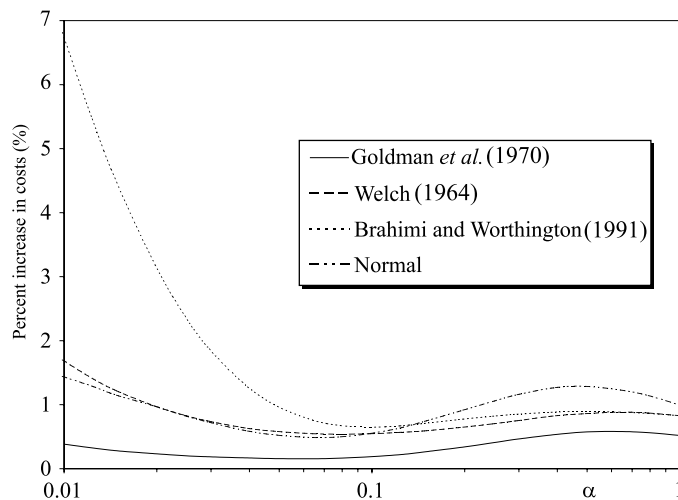 7
6
5
4
3
2
1
0
Percent increase in costs (%)
Goldman et al. (1970)
Welch (1964)
Brahimi and Worthington (1991)
Normal
0.01
0.1
α
1